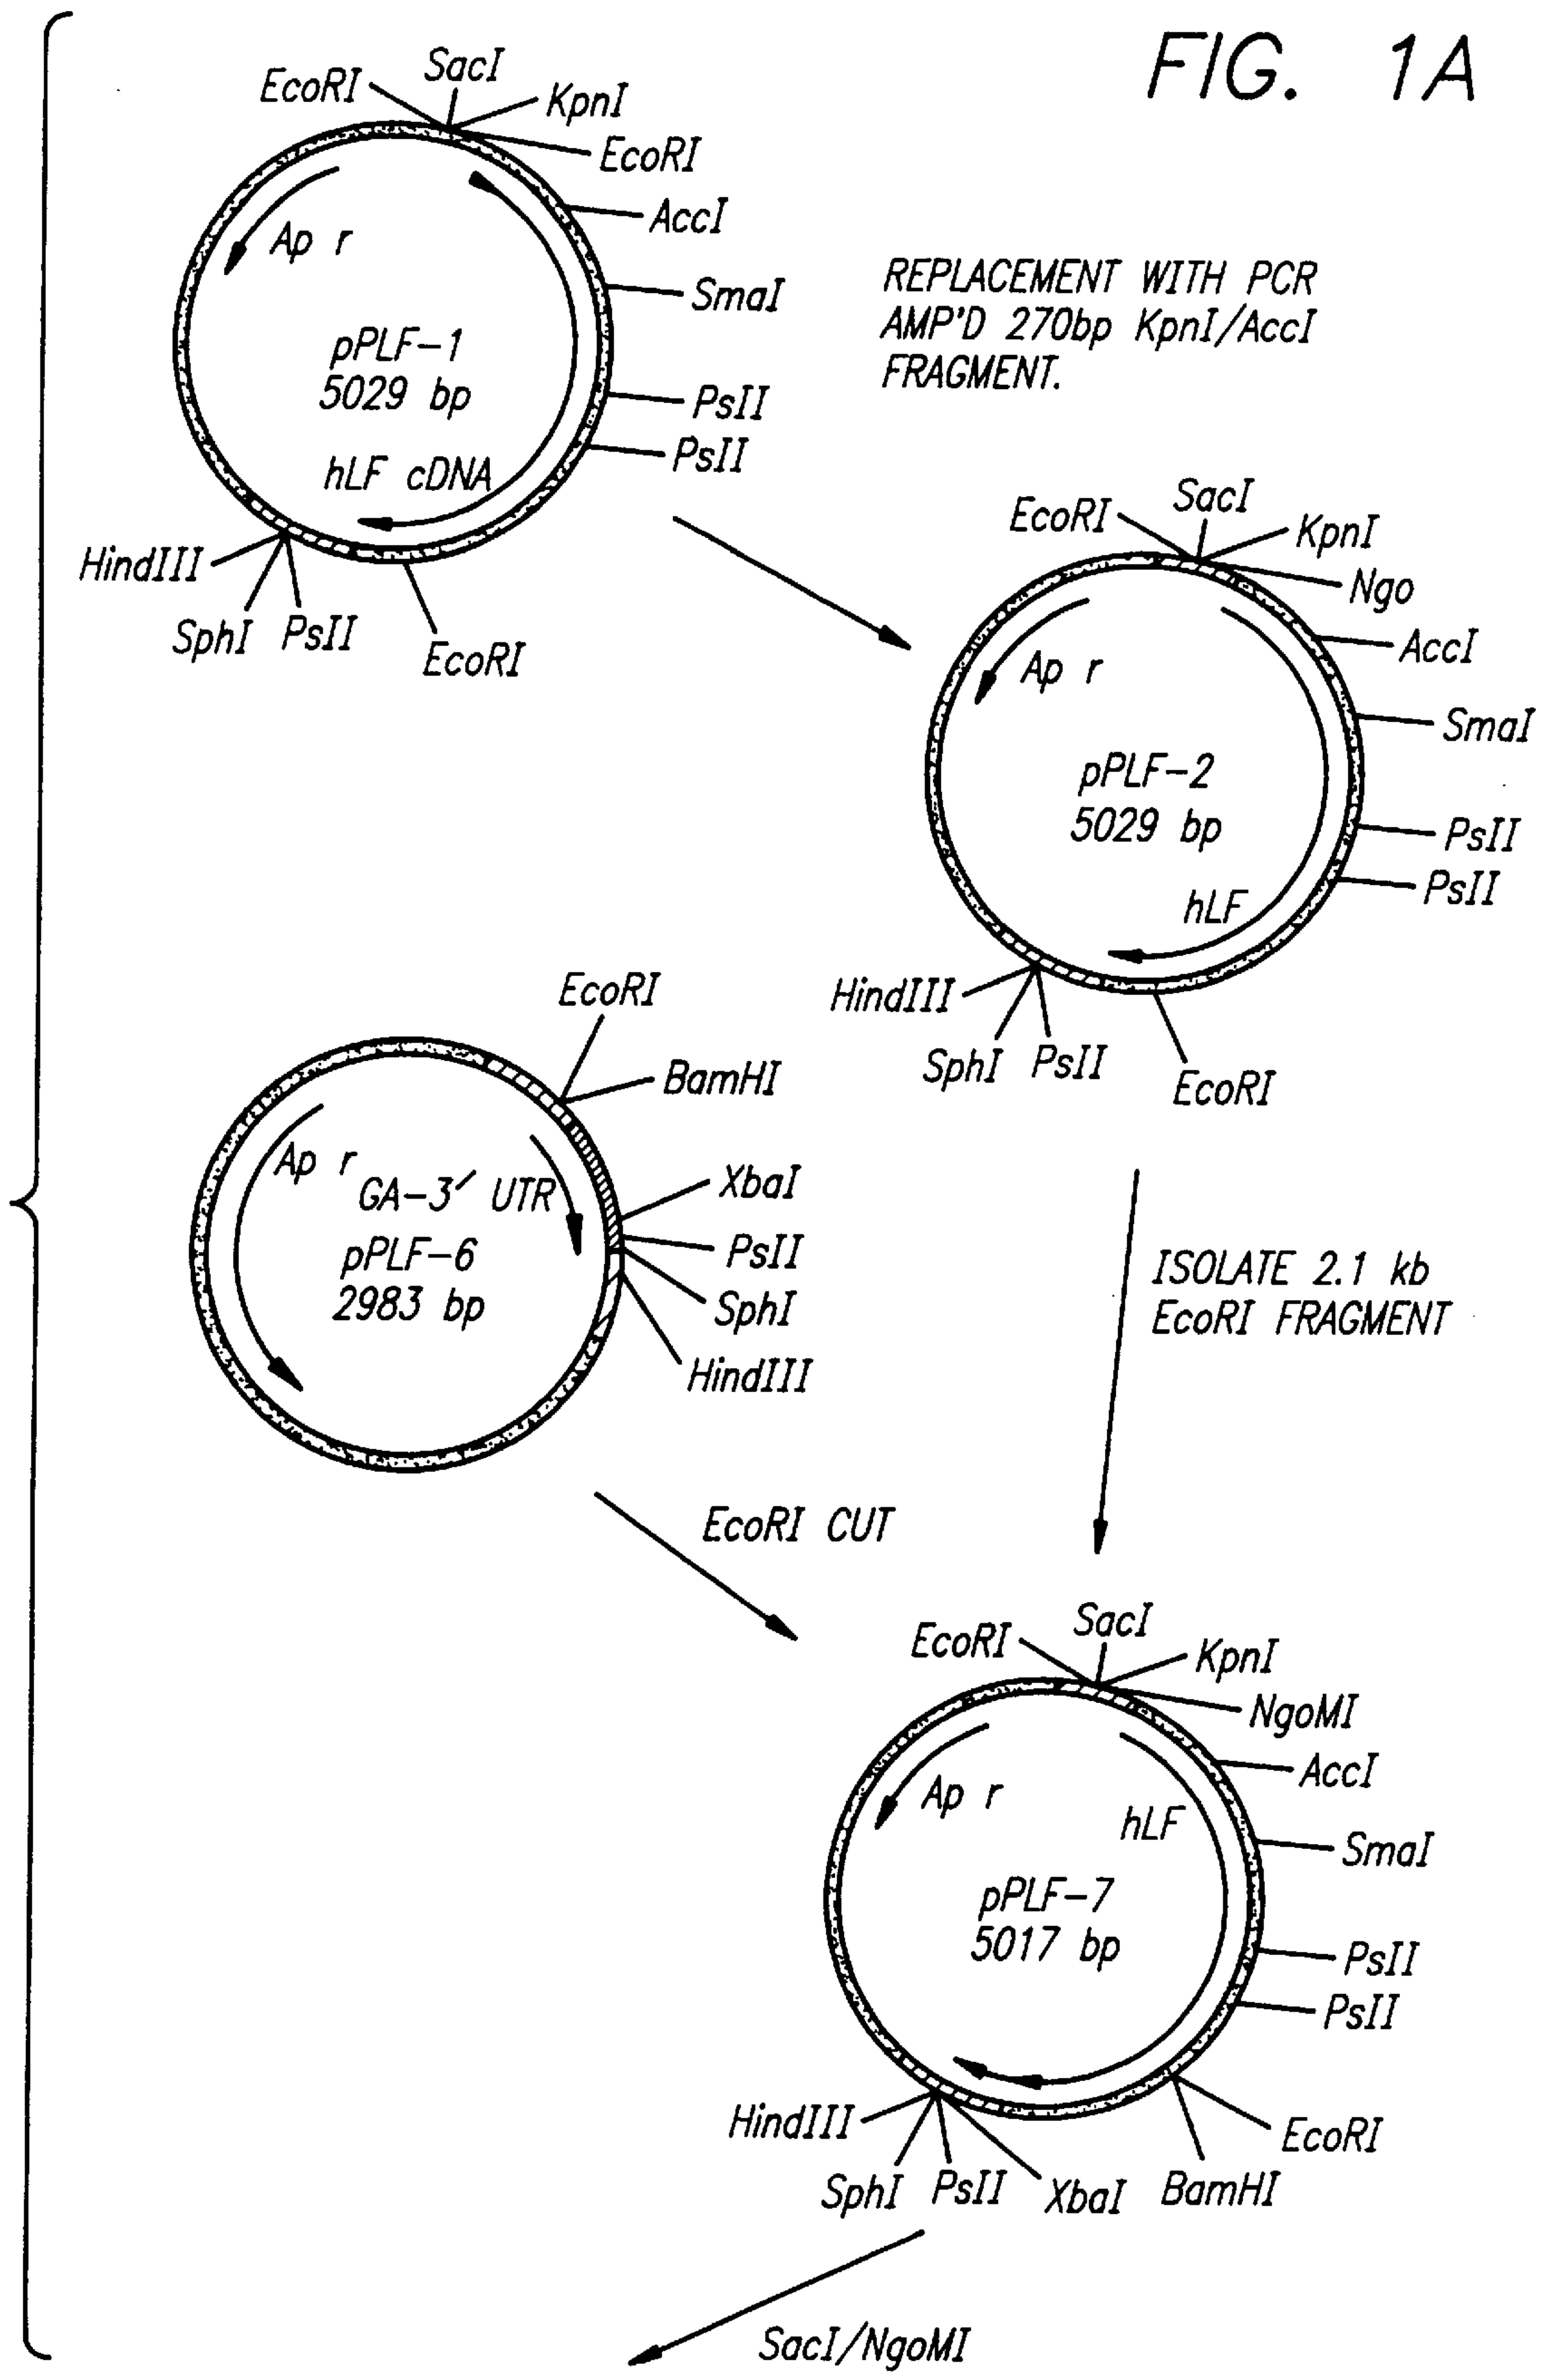 FIG. 1A
EcoRI
SacI
KpnI
EcoRI
AccI
SmaI
PsII
PsII
EcoRI
PsII
SphI
HindIII
Ap r
pPLF-1
5029 bp
hLF cDNA
REPLACEMENT WITH PCR
AMP'D 270bp KpnI/AccI
FRAGMENT.
EcoRI
SacI
KpnI
Ngo
AccI
SmaI
PsII
PsII
EcoRI
PsII
SphI
HindIII
Ap r
pPLF-2
5029 bp
hLF
EcoRI
BamHI
XbaI
PsII
SphI
HindIII
Ap r
GA-3′ UTR
pPLF-6
2983 bp
ISOLATE 2.1 kb
EcoRI FRAGMENT
EcoRI CUT
EcoRI
SacI
KpnI
NgoMI
AccI
SmaI
PsII
PsII
EcoRI
BamHI
XbaI
PsII
SphI
HindIII
Ap r
hLF
pPLF-7
5017 bp
SacI/NgoMI